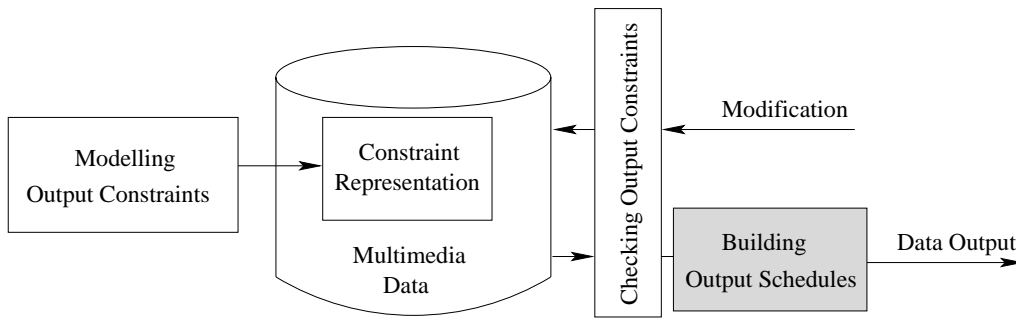 Modelling
Output Constraints
Constraint
Representation
Multimedia
Data
Checking Output Constraints
Modification
Building
Output Schedules
Data Output